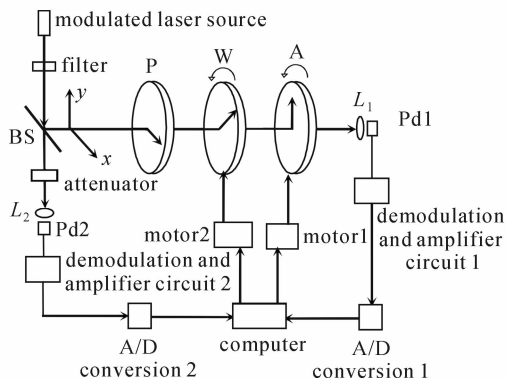 modulated laser source
filter
P
W
A
y
x
BS
L1
Pd1
attenuator
L2
Pd2
motor2
motor1
demodulation
and amplifier
circuit 1
demodulation and
amplifier circuit 2
computer
A/D
conversion 2
A/D
conversion 1